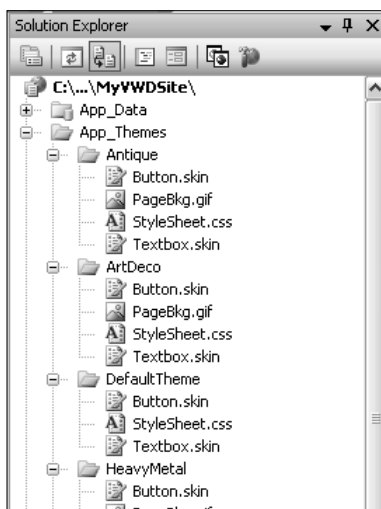 Solution Explorer
C:\...\MyVWDSite\
App_Data
App_Themes
Antique
Button.skin
PageBkg.gif
StyleSheet.css
Textbox.skin
ArtDeco
Button.skin
PageBkg.gif
StyleSheet.css
Textbox.skin
DefaultTheme
Button.skin
StyleSheet.css
Textbox.skin
HeavyMetal
Button.skin